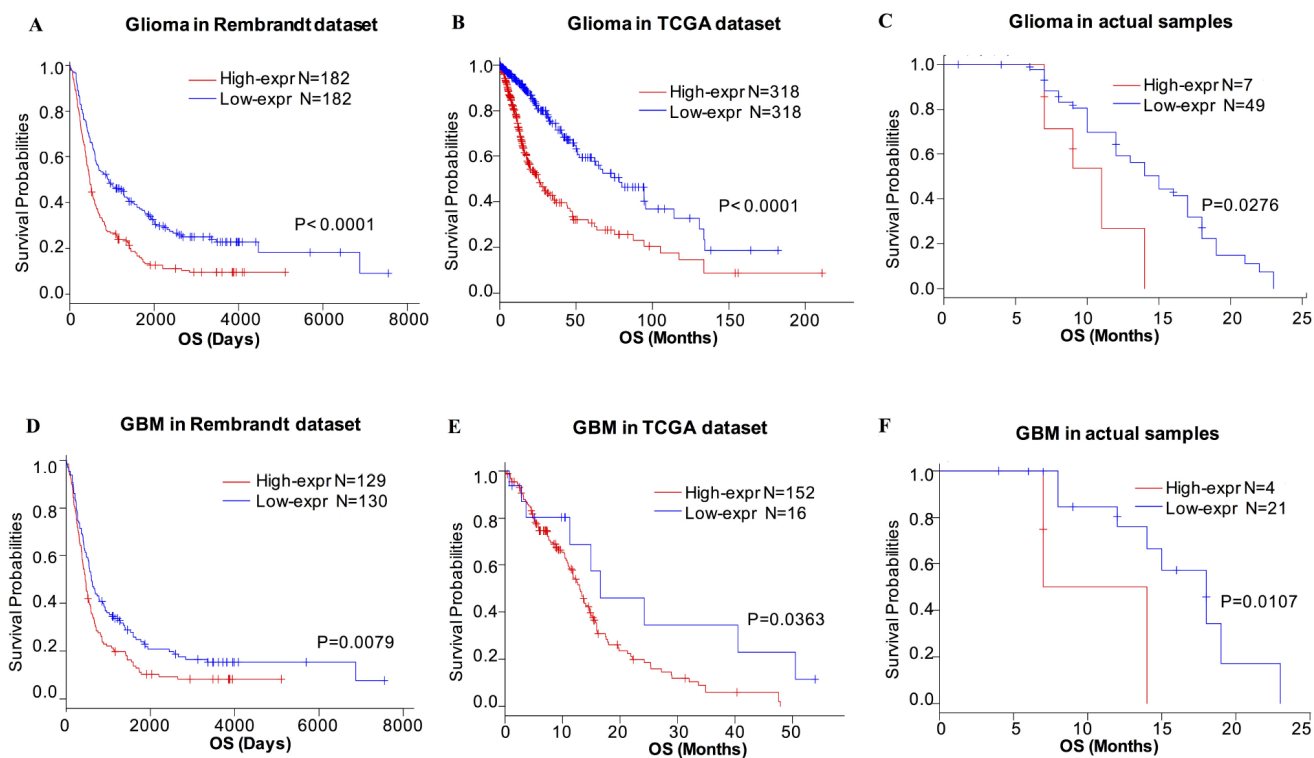 A
Glioma in Rembrandt dataset
Survival Probabilities
1.0
0.8
0.6
0.4
0.2
0.0
High-expr N=182
Low-expr N=182
P<0.0001
0 2000 4000 6000 8000
OS (Days)
B
Glioma in TCGA dataset
Survival Probabilities
1.0
0.8
0.6
0.4
0.2
0.0
High-expr N=318
Low-expr N=318
P<0.0001
0 50 100 150 200
OS (Months)
C
Glioma in actual samples
Survival Probabilities
1.0
0.8
0.6
0.4
0.2
0.0
High-expr N=7
Low-expr N=49
P=0.0276
0 5 10 15 20 25
OS (Months)
D
GBM in Rembrandt dataset
Survival Probabilities
1.0
0.8
0.6
0.4
0.2
0.0
High-expr N=129
Low-expr N=130
P=0.0079
0 2000 4000 6000 8000
OS (Days)
E
GBM in TCGA dataset
Survival Probabilities
1.0
0.8
0.6
0.4
0.2
0.0
High-expr N=152
Low-expr N=16
P=0.0363
0 10 20 30 40 50
OS (Months)
F
GBM in actual samples
Survival Probabilities
1.0
0.8
0.6
0.4
0.2
0.0
High-expr N=4
Low-expr N=21
P=0.0107
0 5 10 15 20 25
OS (Months)